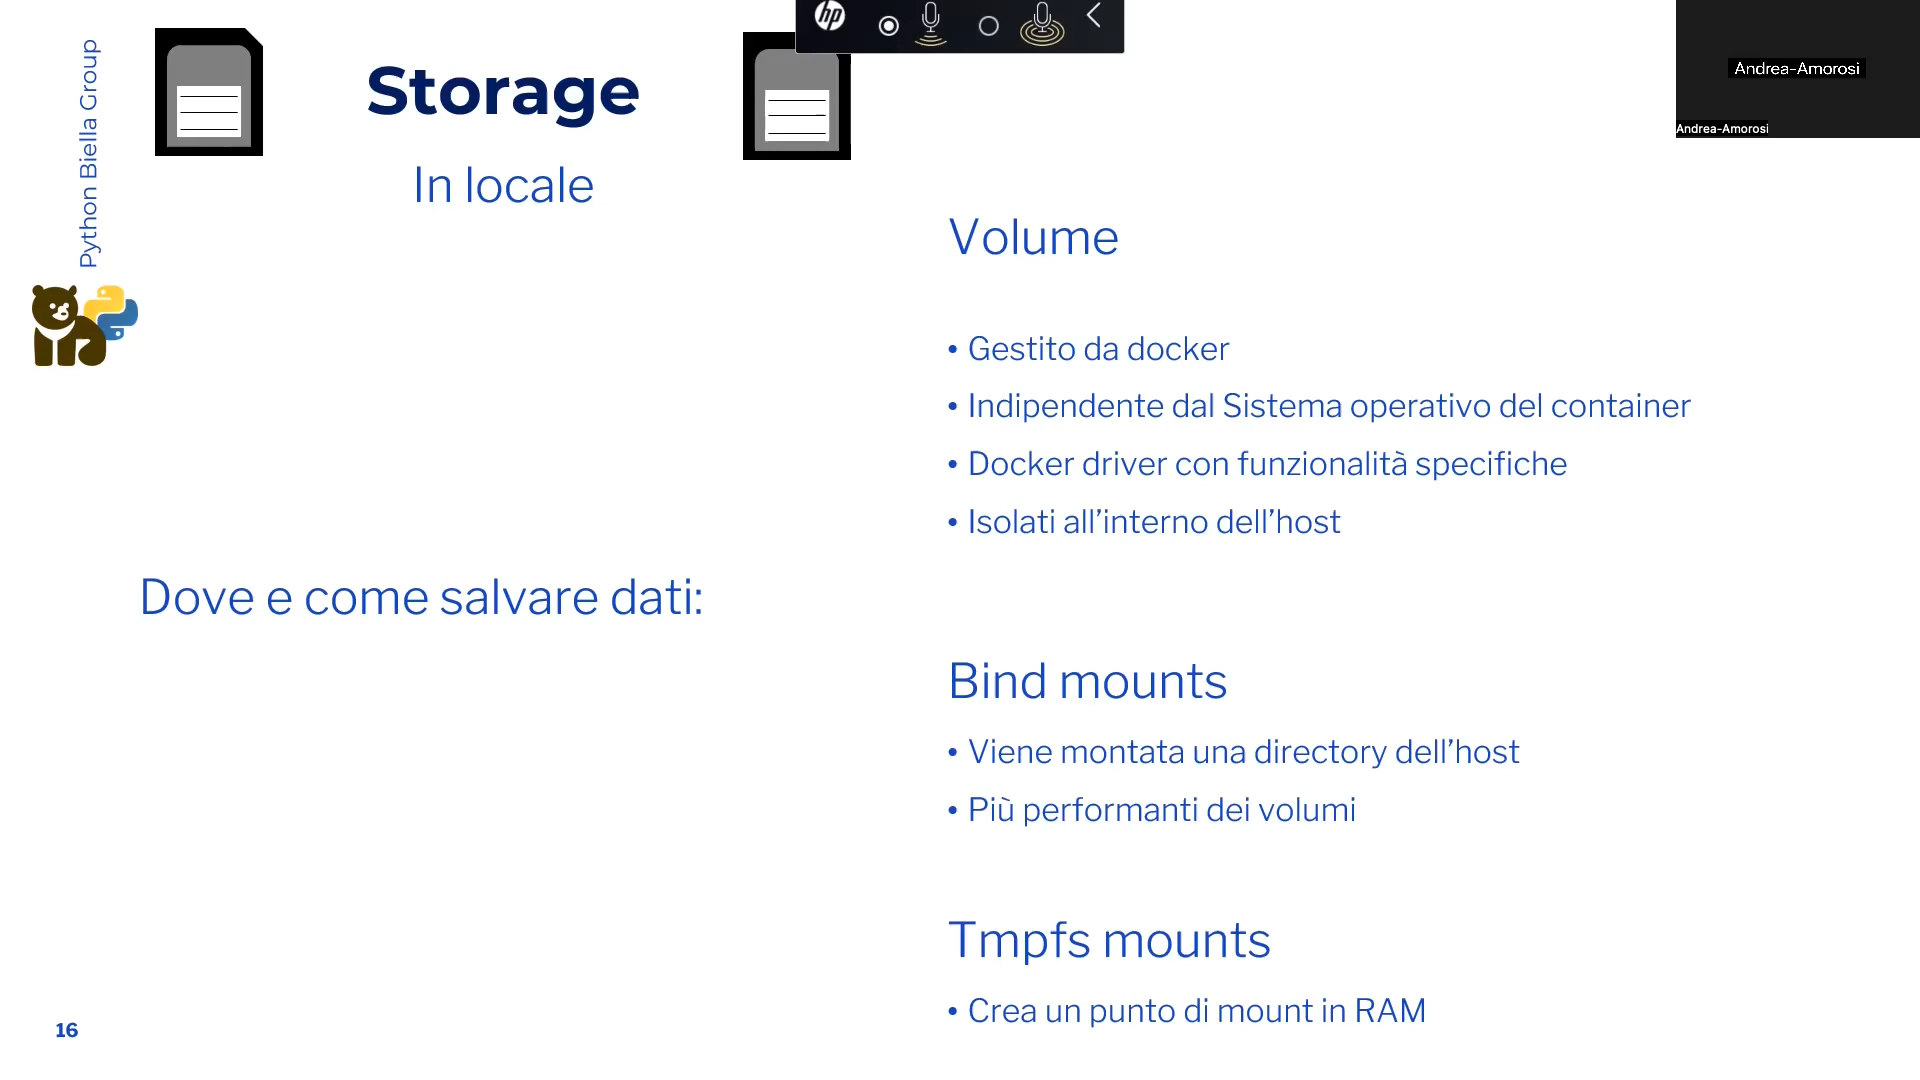 Python Biella Group
Storage
In locale
hp
Andrea-Amorosi
Andrea-Amorosi
Dove e come salvare dati:
Volume
• Gestito da docker
• Indipendente dal Sistema operativo del container
• Docker driver con funzionalità specifiche
• Isolati all’interno dell’host
Bind mounts
• Viene montata una directory dell’host
• Più performanti dei volumi
Tmpfs mounts
• Crea un punto di mount in RAM
16